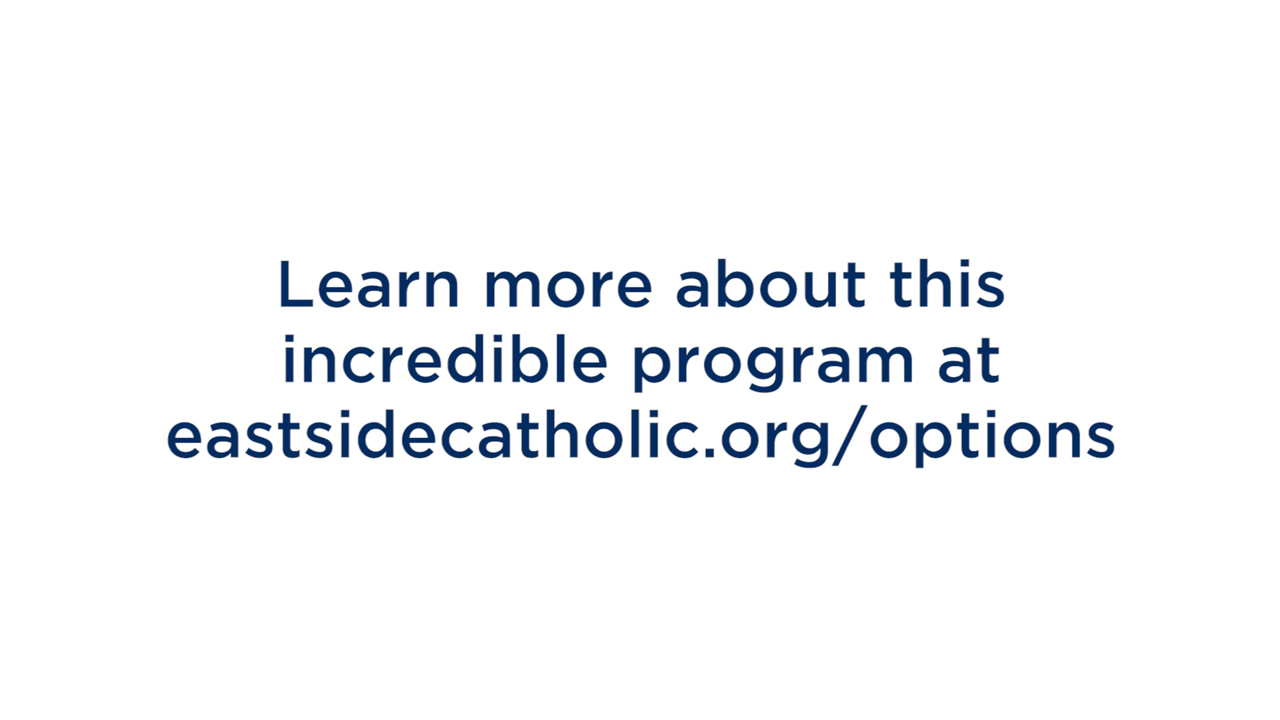 Learn more about this
incredible program at
eastsidecatholic.org/options